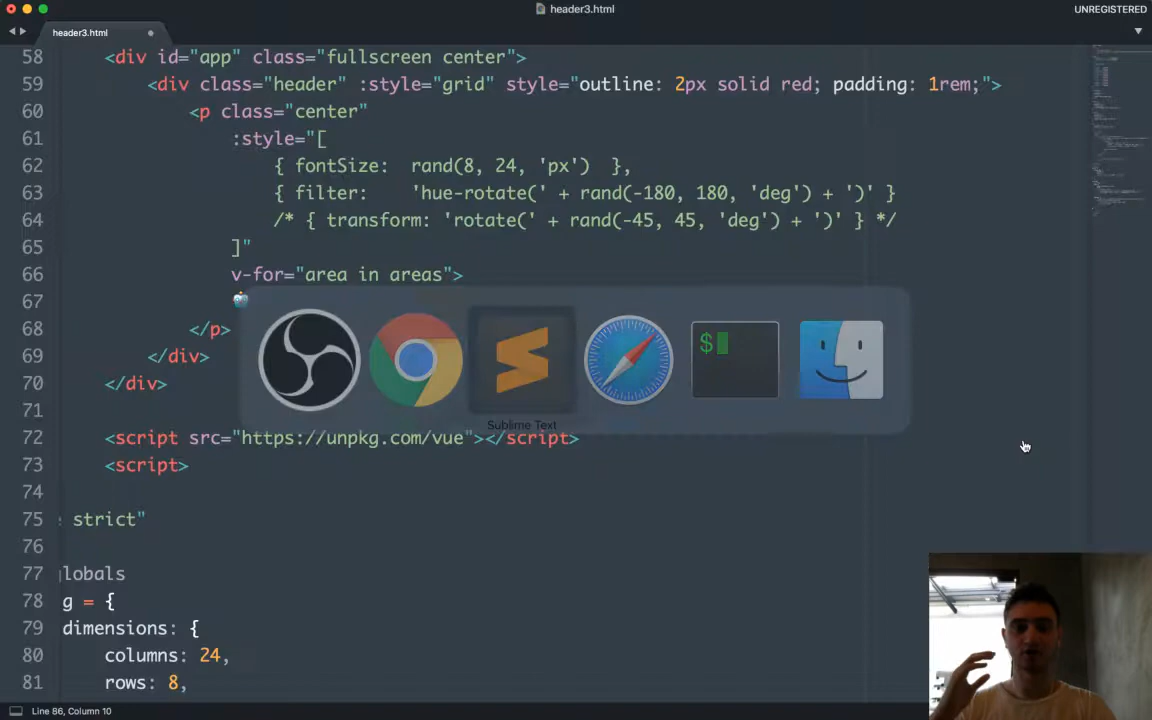 header3.html
UNREGISTERED
header3.html
58 <div id="app" class="fullscreen center">
59 <div class="header" :style="grid" style="outline: 2px solid red; padding: 1rem;">
60 <p class="center"
61 :style="[
62 { fontSize: rand(8, 24, 'px') },
63 { filter: 'hue-rotate(' + rand(-180, 180, 'deg') + ')' }
64 /* { transform: 'rotate(' + rand(-45, 45, 'deg') + ')' } */
65 ]"
66 v-for="area in areas">
67
68 </p>
69 </div>
70 </div>
71
72 <script src="https://unpkg.com/vue"></script>
73 <script>
74
75 strict"
76
77 lobals
78 g = {
79 dimensions: {
80 columns: 24,
81 rows: 8,
$
Sublime Text
Line 86, Column 10